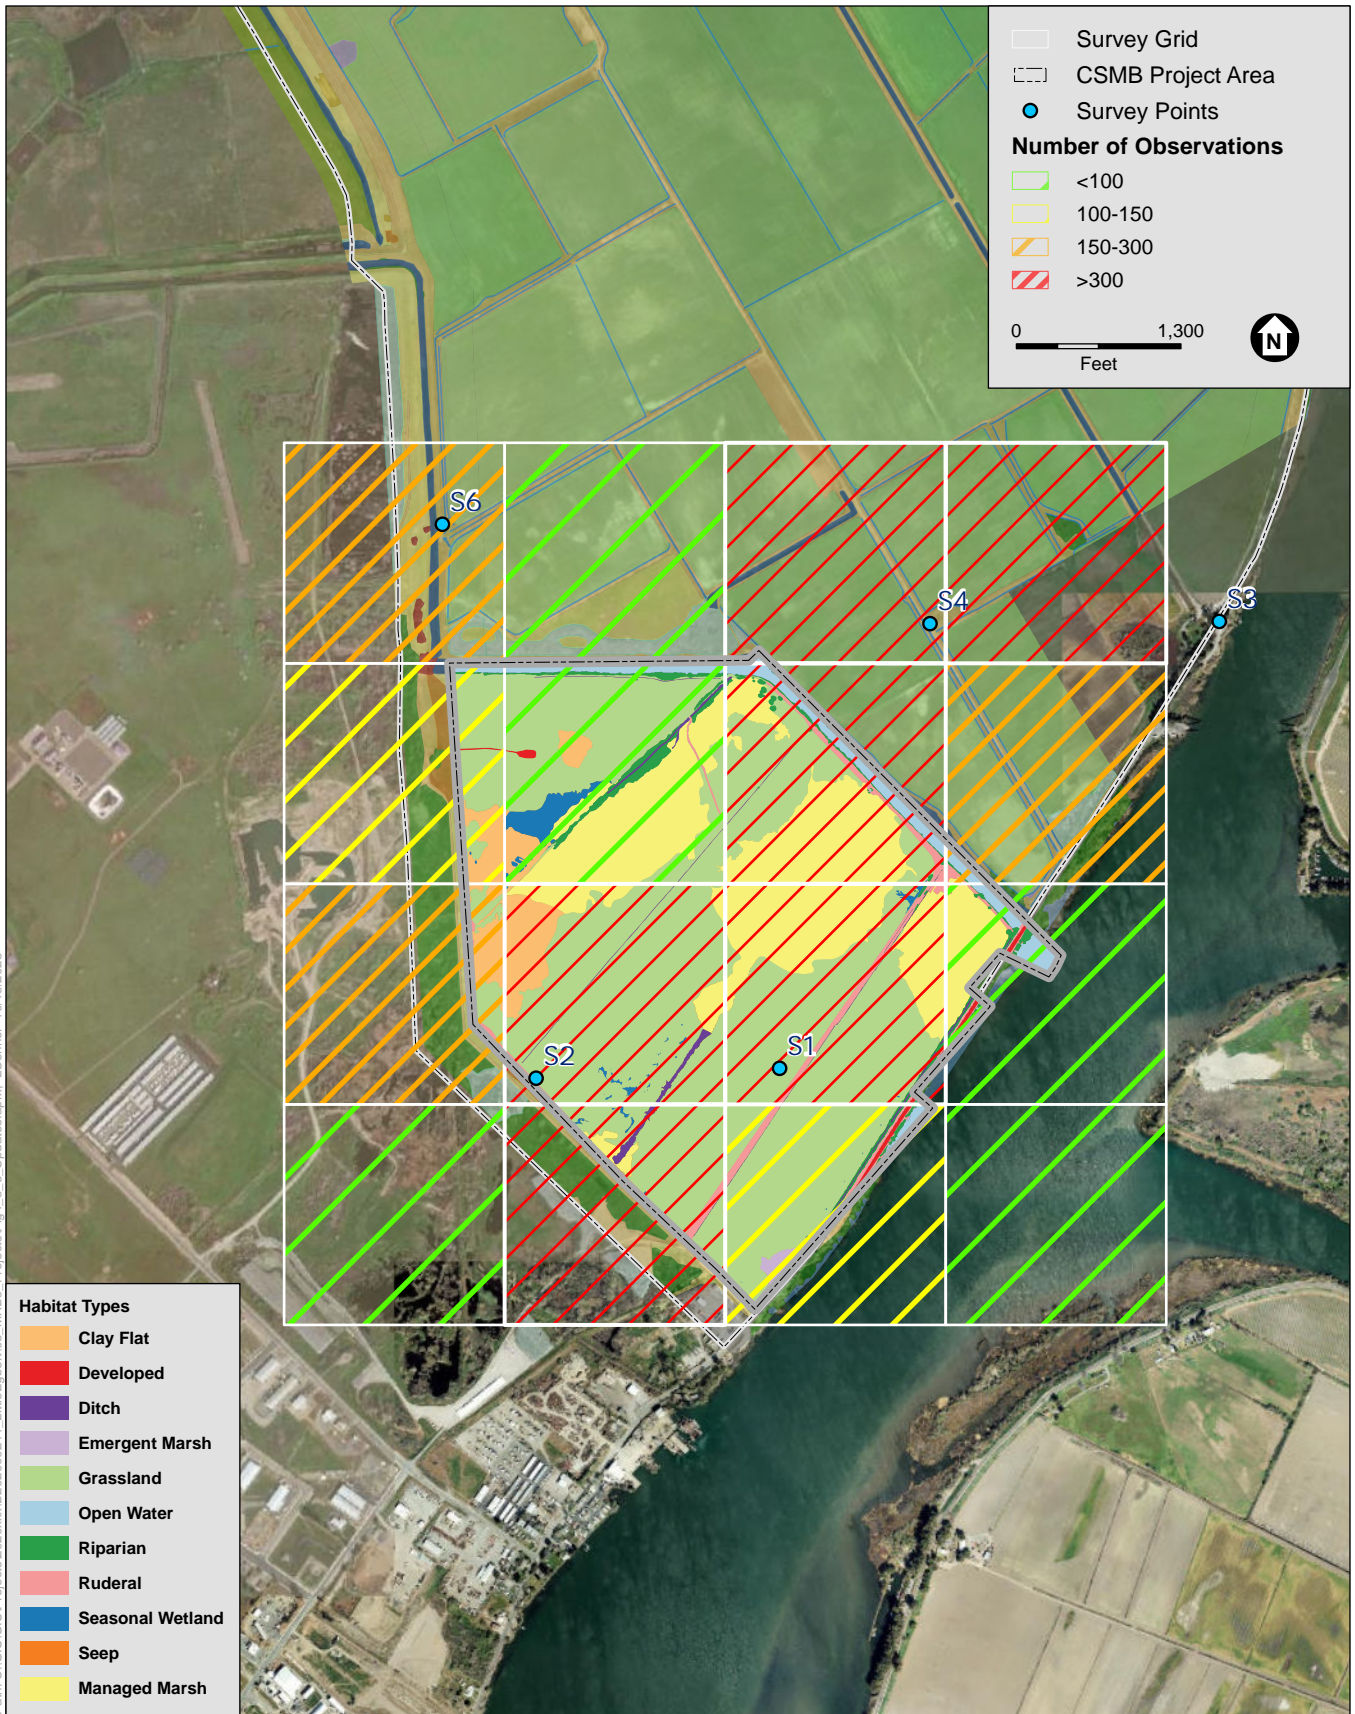 Survey Grid
CSMB Project Area
Survey Points
Number of Observations
<100
100-150
150-300
>300
0 1,300
Feet
N
S6
S4
S3
S2
S1
Habitat Types
Clay Flat
Developed
Ditch
Emergent Marsh
Grassland
Open Water
Riparian
Ruderal
Seasonal Wetland
Seep
Managed Marsh